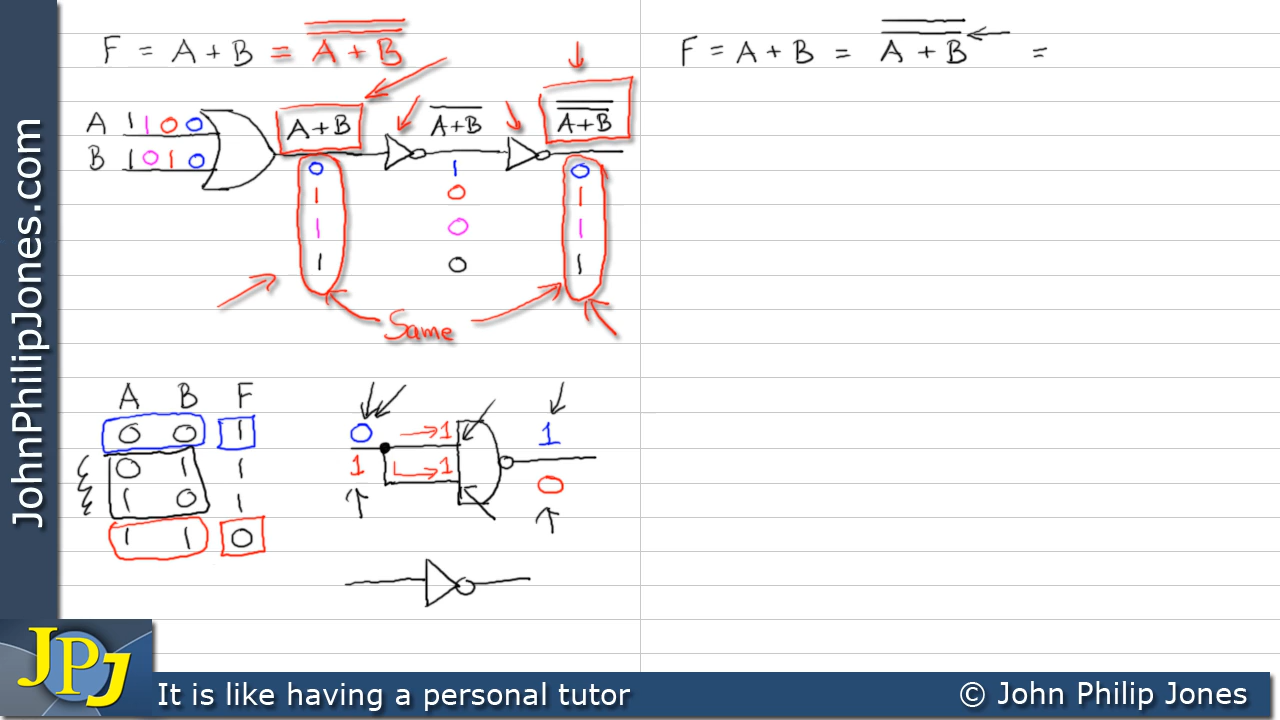 F = A + B = A̅ ̅+̅ ̅B̅̅
F = A + B = A̅ ̅+̅ ̅B̅̅ =
A 1 1 0 0
B 1 0 1 0
A+B
A̅+̅B̅
A̿+̿B̿
0 1 0
1 0 1
1 0 1
1 0 1
Same
A B F
0 0 1
0 1 1
1 0 1
1 1 0
0 1 1
1 1 0
JohnPhilipJones.com
JPJ
It is like having a personal tutor
© John Philip Jones